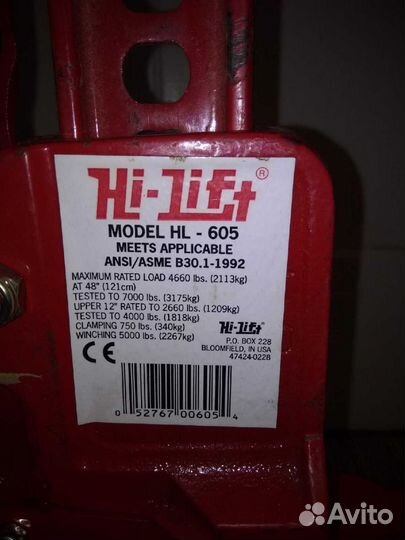 Hi-Lift®
MODEL HL - 605
MEETS APPLICABLE
ANSI/ASME B30.1-1992
MAXIMUM RATED LOAD 4660 lbs. (2113kg)
AT 48" (121cm)
TESTED TO 7000 lbs. (3175kg)
UPPER 12" RATED TO 2660 lbs. (1209kg)
TESTED TO 4000 lbs. (1818kg)
CLAMPING 750 lbs. (340kg)
WINCHING 5000 lbs. (2267kg)
Hi-Lift
P.O. BOX 228
BLOOMFIELD, IN USA
47424-0228
CE
0 52767 00605 4
Avito